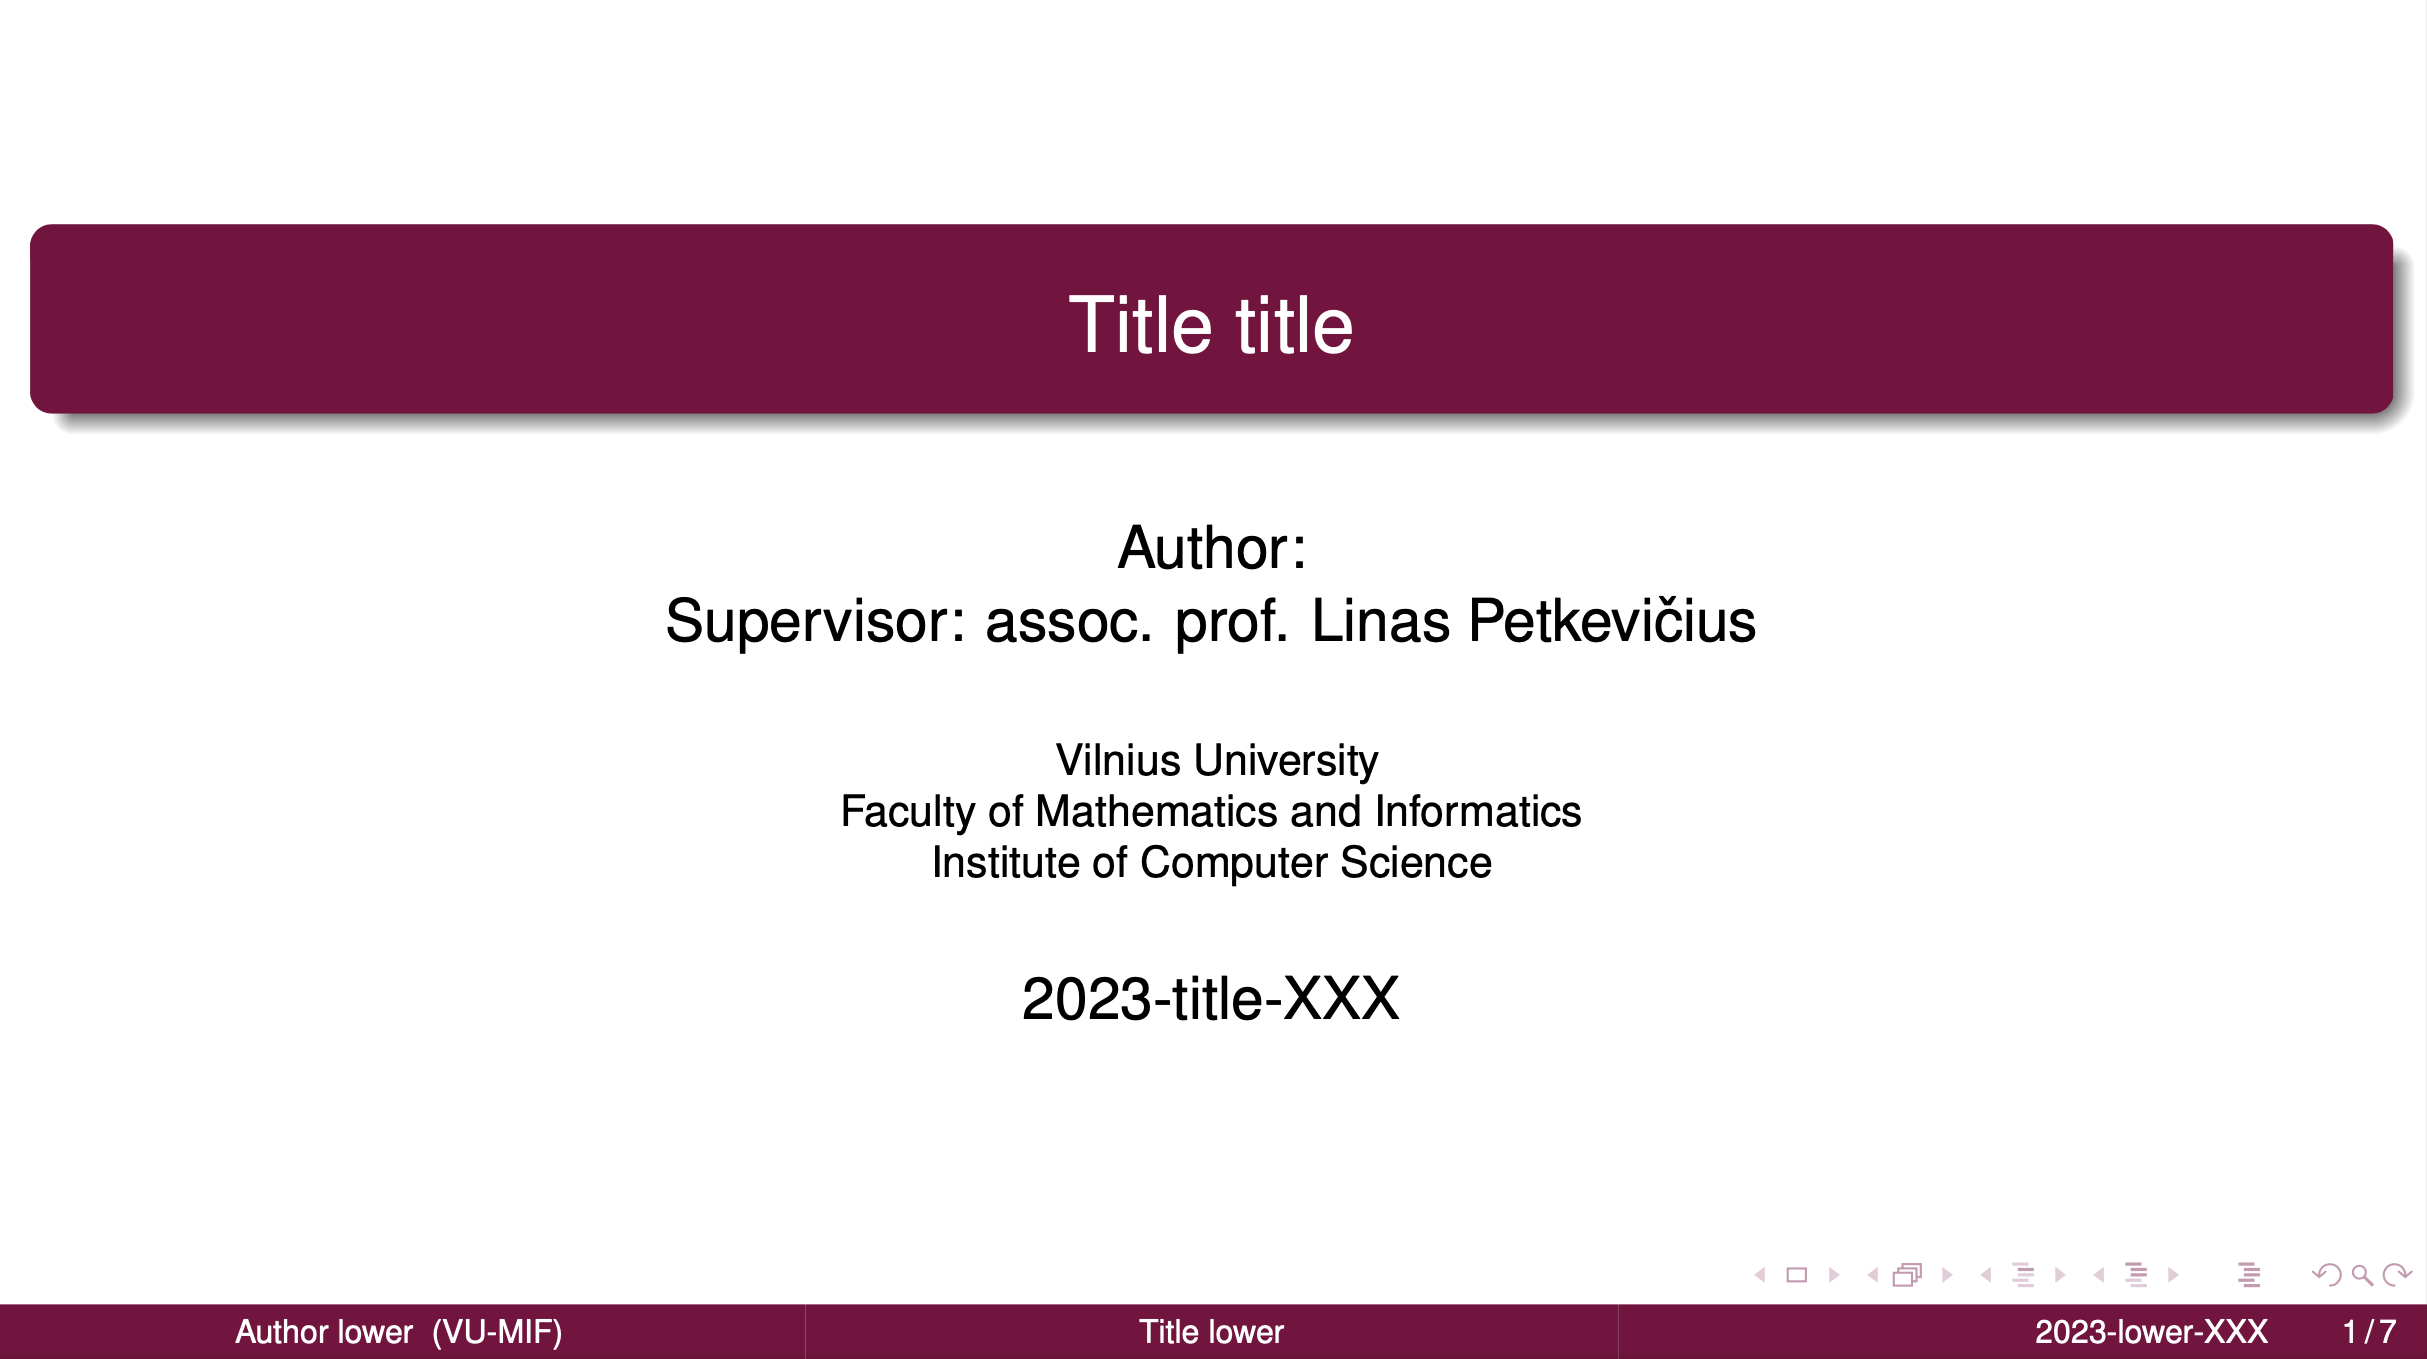 Title title
Author:
Supervisor: assoc. prof. Linas Petkevičius
Vilnius University
Faculty of Mathematics and Informatics
Institute of Computer Science
2023-title-XXX
Author lower (VU-MIF)
Title lower
2023-lower-XXX
1 / 7